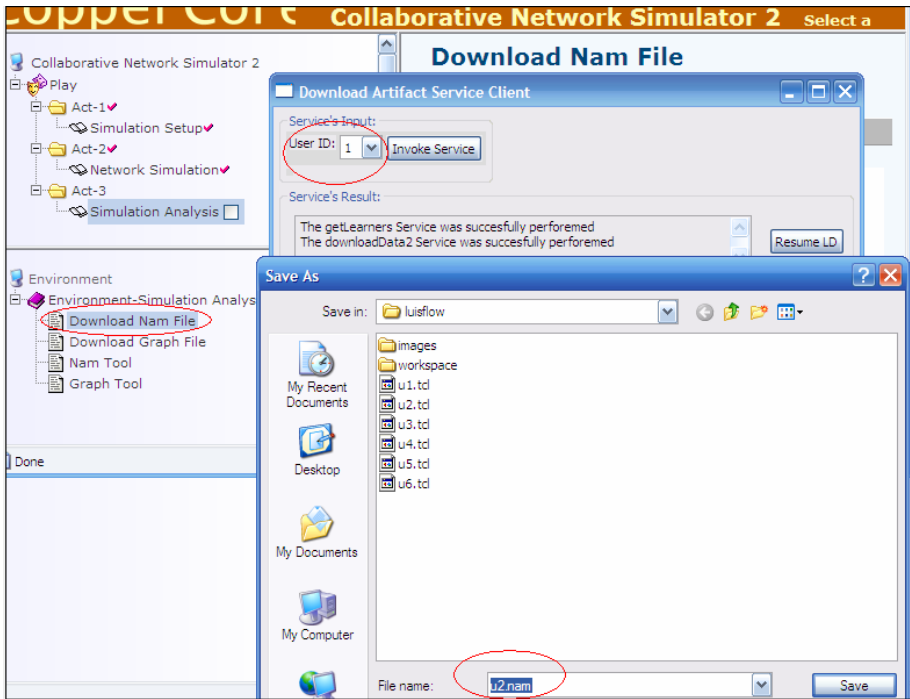 Copper Core
Collaborative Network Simulator 2 Select a
Collaborative Network Simulator 2
Play
Act-1
Simulation Setup
Act-2
Network Simulation
Act-3
Simulation Analysis
Environment
Environment-Simulation Analys
Download Nam File
Download Graph File
Nam Tool
Graph Tool
Done
Download Nam File
Download Artifact Service Client
Service's Input:
User ID: 1 Invoke Service
Service's Result:
The getLearners Service was succesfully perforemed
The downloadData2 Service was succesfully perforemed
Resume LD
Save As
Save in: luisflow
My Recent
Documents
Desktop
My Documents
My Computer
images
workspace
u1.tcl
u2.tcl
u3.tcl
u4.tcl
u5.tcl
u6.tcl
File name: u2.nam Save